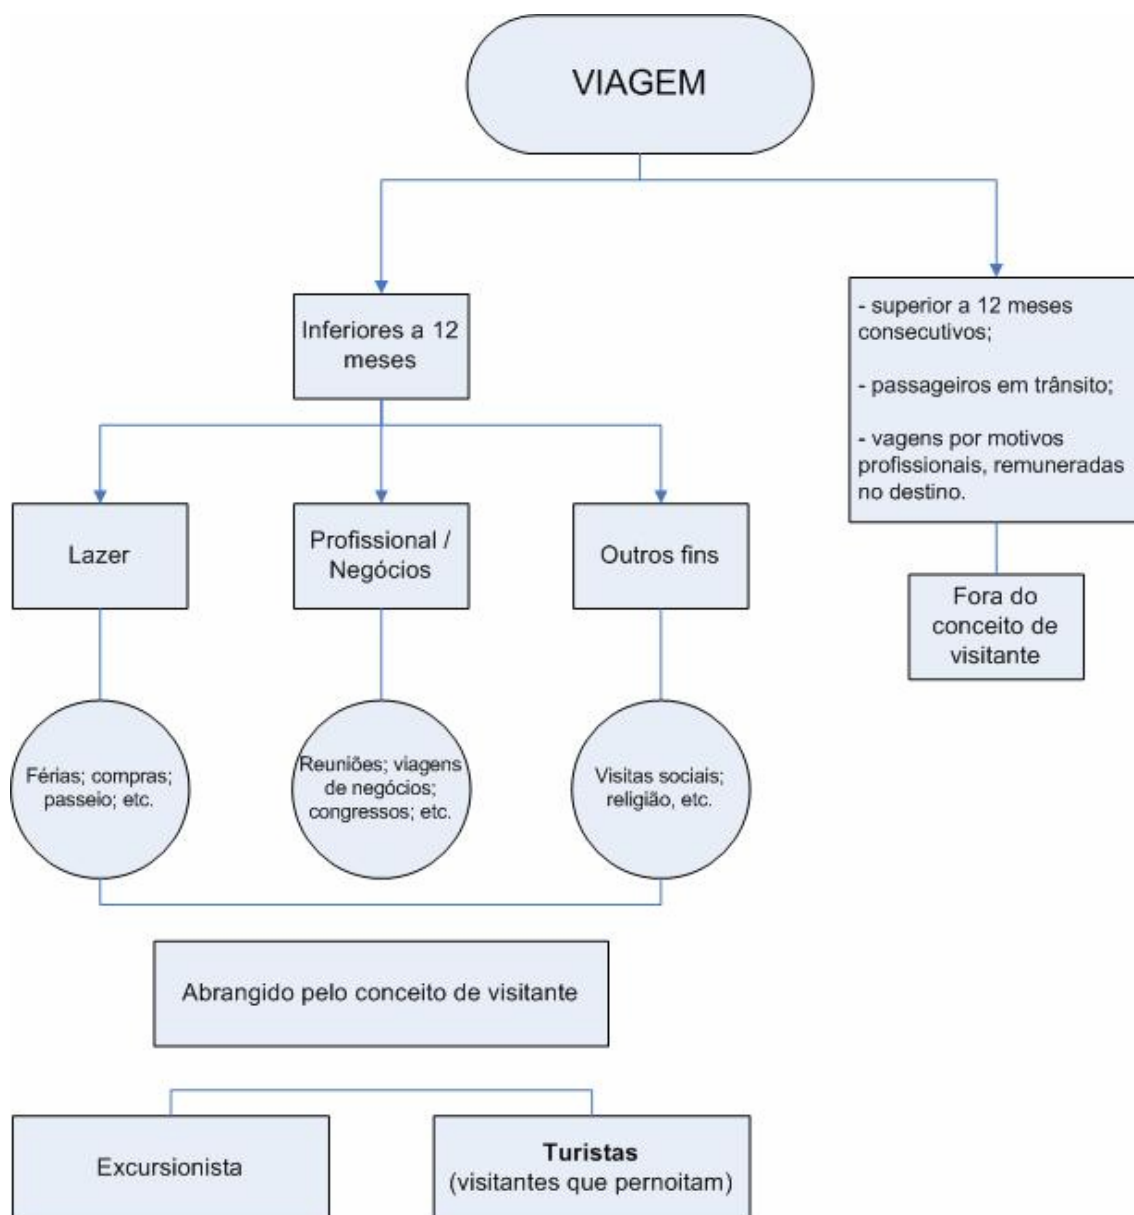 VIAGEM
Inferiores a 12
meses
- superior a 12 meses
consecutivos;
- passageiros em trânsito;
- vagens por motivos
profissionais, remuneradas
no destino.
Lazer
Profissional /
Negócios
Outros fins
Fora do
conceito de
visitante
Férias; compras;
passeio; etc.
Reuniões; viagens
de negócios;
congressos; etc.
Visitas sociais;
religião, etc.
Abrangido pelo conceito de visitante
Excursionista
Turistas
(visitantes que pernoitam)